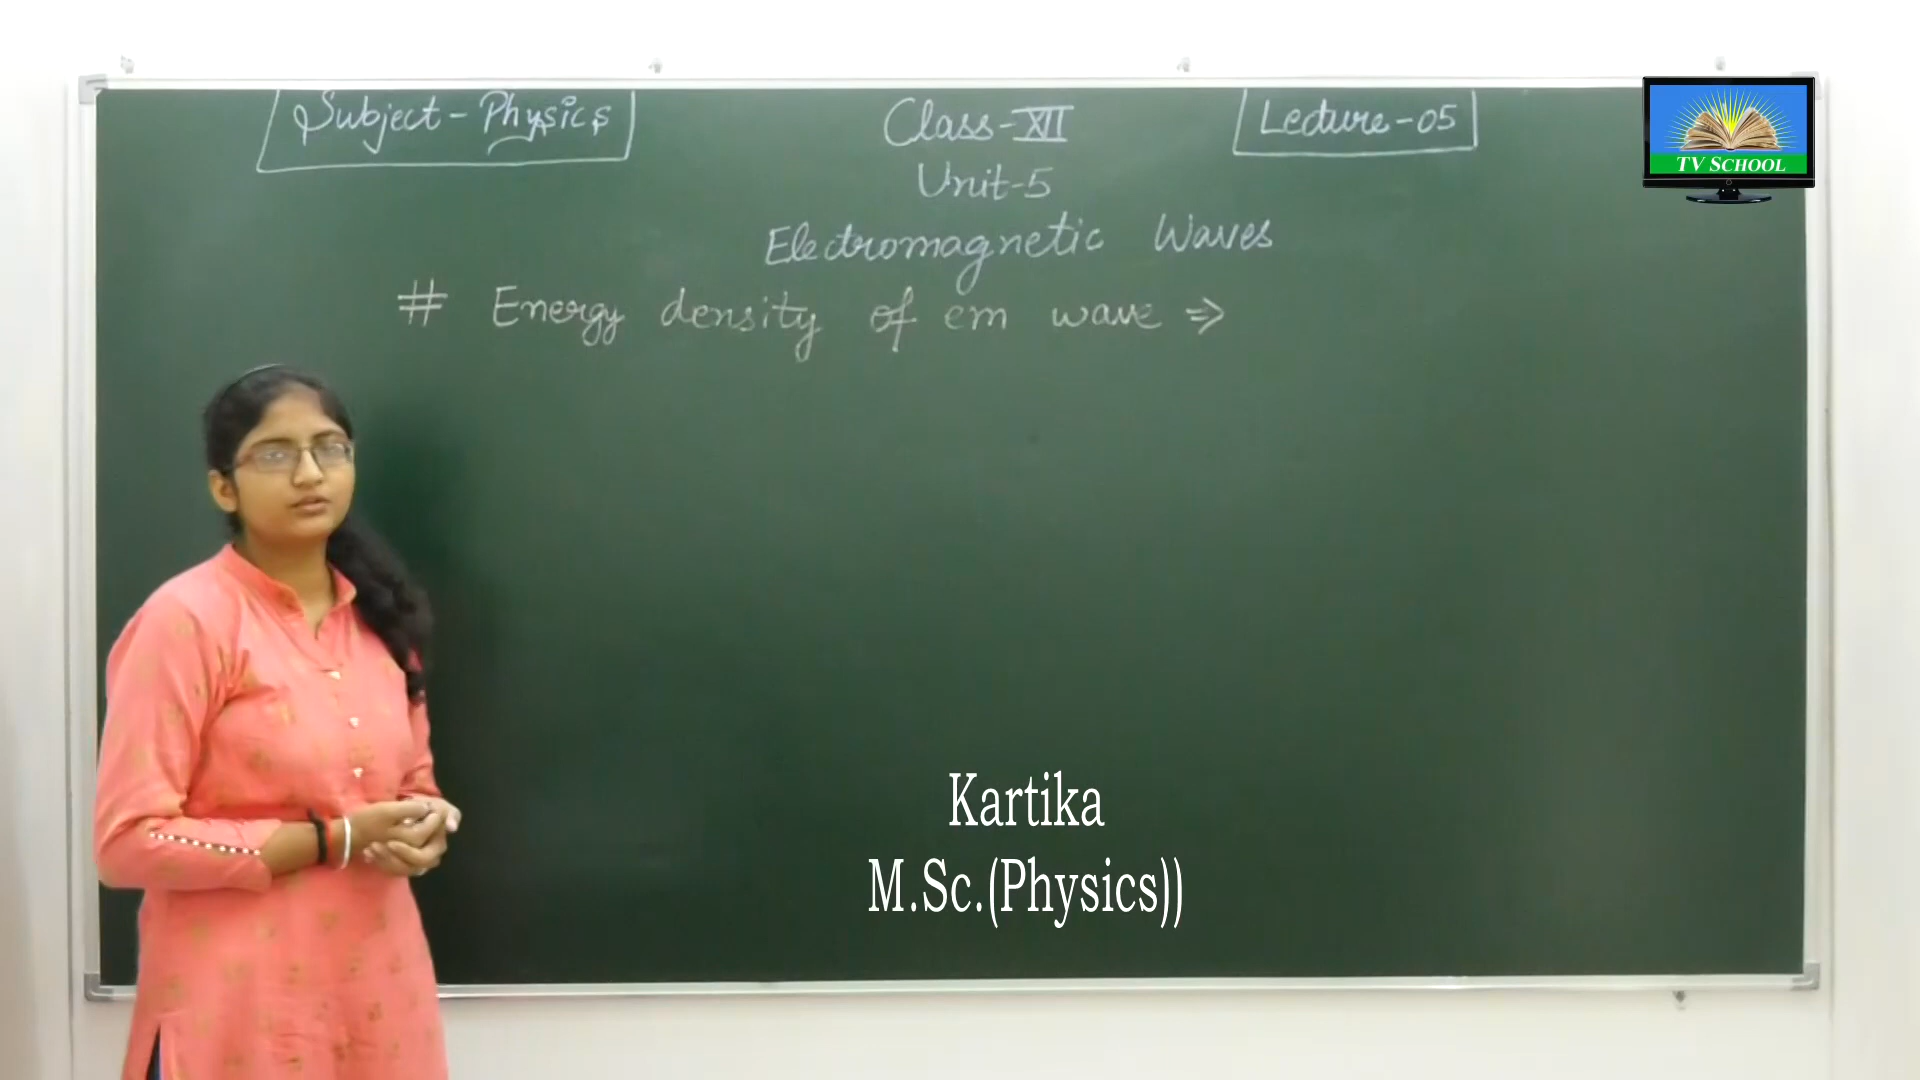 Subject - Physics
Class - XII
Lecture - 05
TV SCHOOL
Unit-5
Electromagnetic Waves
# Energy density of em wave ⇒
Kartika
M.Sc.(Physics))